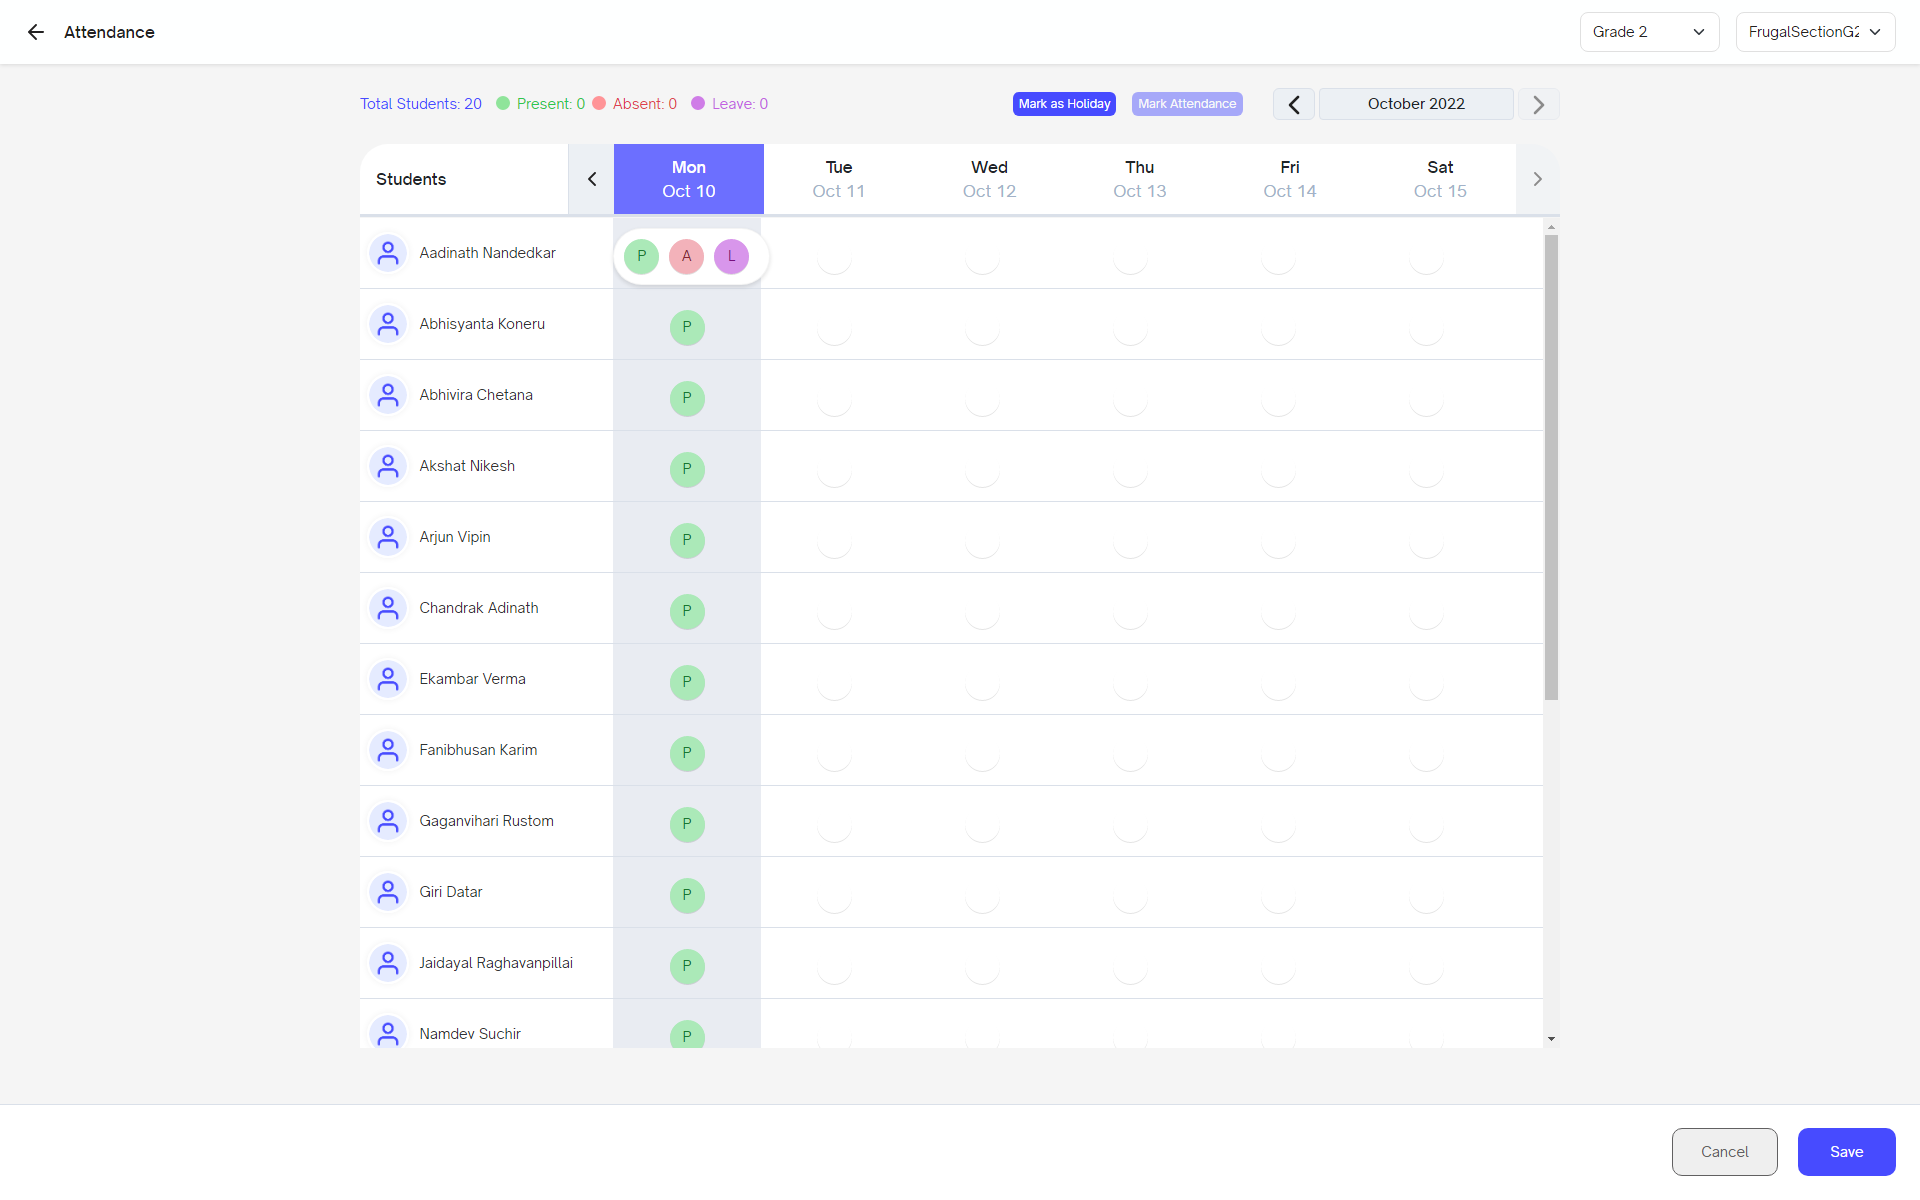 Attendance
Grade 2
FrugalSectionG2
Total Students: 20
Present: 0
Absent: 0
Leave: 0
Mark as Holiday
Mark Attendance
October 2022
Students
Mon
Oct 10
Tue
Oct 11
Wed
Oct 12
Thu
Oct 13
Fri
Oct 14
Sat
Oct 15
Aadinath Nandedkar
P A L
Abhisyanta Koneru
P
Abhivira Chetana
P
Akshat Nikesh
P
Arjun Vipin
P
Chandrak Adinath
P
Ekambar Verma
P
Fanibhusan Karim
P
Gaganvihari Rustom
P
Giri Datar
P
Jaidayal Raghavanpillai
P
Namdev Suchir
P
Cancel
Save